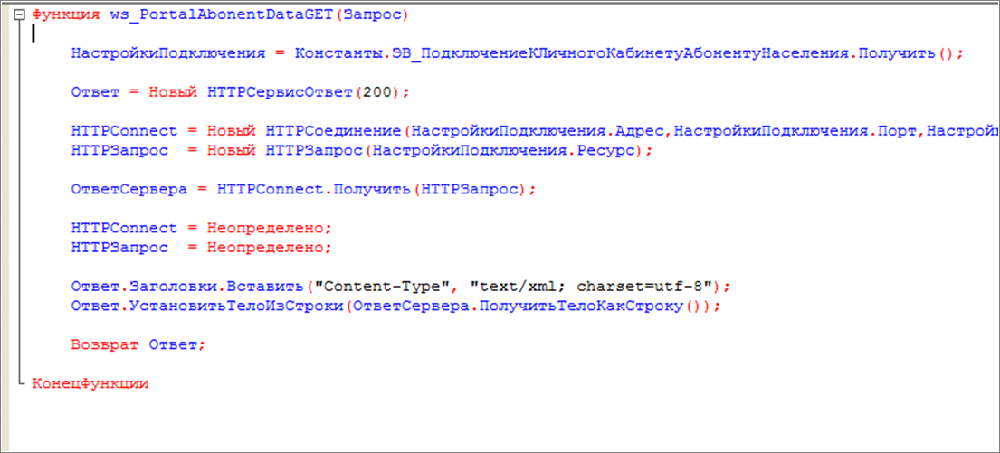 Функция ws_PortalAbonentDataGET(Запрос)
НастройкиПодключения = Константы.ЭВ_ПодключениеКЛичногоКабинетуАбонентуНаселения.Получить();
Ответ = Новый HTTPСервисОтвет(200);
HTTPConnect = Новый HTTPСоединение(НастройкиПодключения.Адрес,НастройкиПодключения.Порт,Настрой
HTTPЗапрос = Новый HTTPЗапрос(НастройкиПодключения.Ресурс);
ОтветСервера = HTTPConnect.Получить(HTTPЗапрос);
HTTPConnect = Неопределено;
HTTPЗапрос = Неопределено;
Ответ.Заголовки.Вставить("Content-Type", "text/xml; charset=utf-8");
Ответ.УстановитьТелоИзСтроки(ОтветСервера.ПолучитьТелоКакСтроку());
Возврат Ответ;
КонецФункции